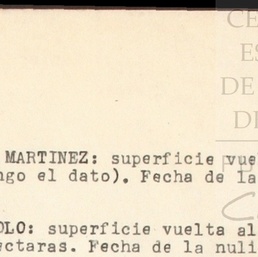 CE
ES
DE
DE
MARTINEZ: superficie vue
ngo el dato). Fecha de la
OLO: superficie vuelta al
ectaras. Fecha de la nuli